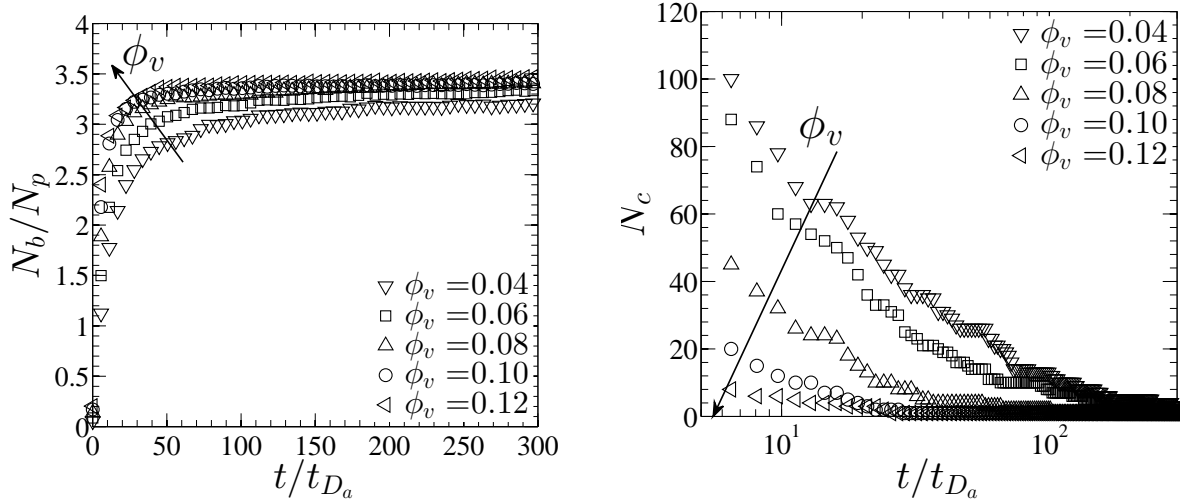 4
3.5
3
2.5
2
1.5
1
0.5
0
N_b/N_p
ϕ_v
ϕ_v =0.04
ϕ_v =0.06
ϕ_v =0.08
ϕ_v =0.10
ϕ_v =0.12
0 50 100 150 200 250 300
t/t_{D_a}
120
100
80
60
40
20
0
N_c
ϕ_v
ϕ_v =0.04
ϕ_v =0.06
ϕ_v =0.08
ϕ_v =0.10
ϕ_v =0.12
10^1 10^2
t/t_{D_a}